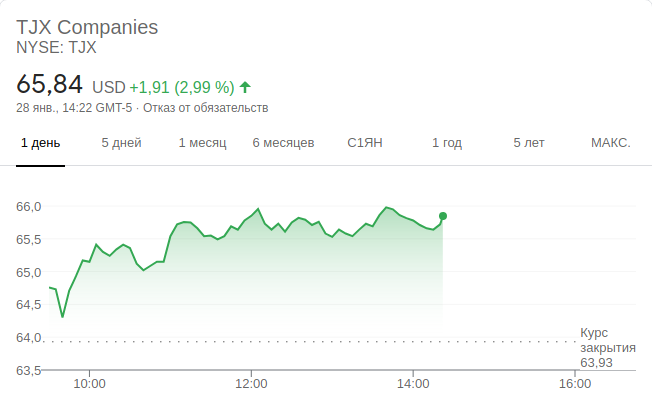 TJX Companies
NYSE: TJX
65,84 USD +1,91 (2,99 %)
28 янв., 14:22 GMT-5 · Отказ от обязательств
1 день 5 дней 1 месяц 6 месяцев С1ЯН 1 год 5 лет МАКС.
66,0
65,5
65,0
64,5
64,0
63,5
Курс
закрытия
63,93
10:00 12:00 14:00 16:00